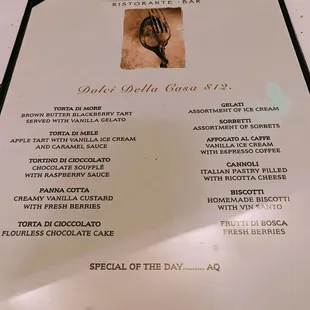 RISTORANTE · BAR
Dolci Della Casa $12.
TORTA DI MORE
BROWN BUTTER BLACKBERRY TART
SERVED WITH VANILLA GELATO
TORTA DI MELE
APPLE TART WITH VANILLA ICE CREAM
AND CARAMEL SAUCE
TORTINO DI CIOCCOLATO
CHOCOLATE SOUFFLÉ
WITH RASPBERRY SAUCE
PANNA COTTA
CREAMY VANILLA CUSTARD
WITH FRESH BERRIES
TORTA DI CIOCCOLATO
FLOURLESS CHOCOLATE CAKE
GELATI
ASSORTMENT OF ICE CREAM
SORBETTI
ASSORTMENT OF SORBETS
AFFOGATO AL CAFFE
VANILLA ICE CREAM
WITH ESPRESSO COFFEE
CANNOLI
ITALIAN PASTRY FILLED
WITH RICOTTA CHEESE
BISCOTTI
HOMEMADE BISCOTTI
WITH VIN SANTO
FRUTTI DI BOSCA
FRESH BERRIES
SPECIAL OF THE DAY.......... AQ